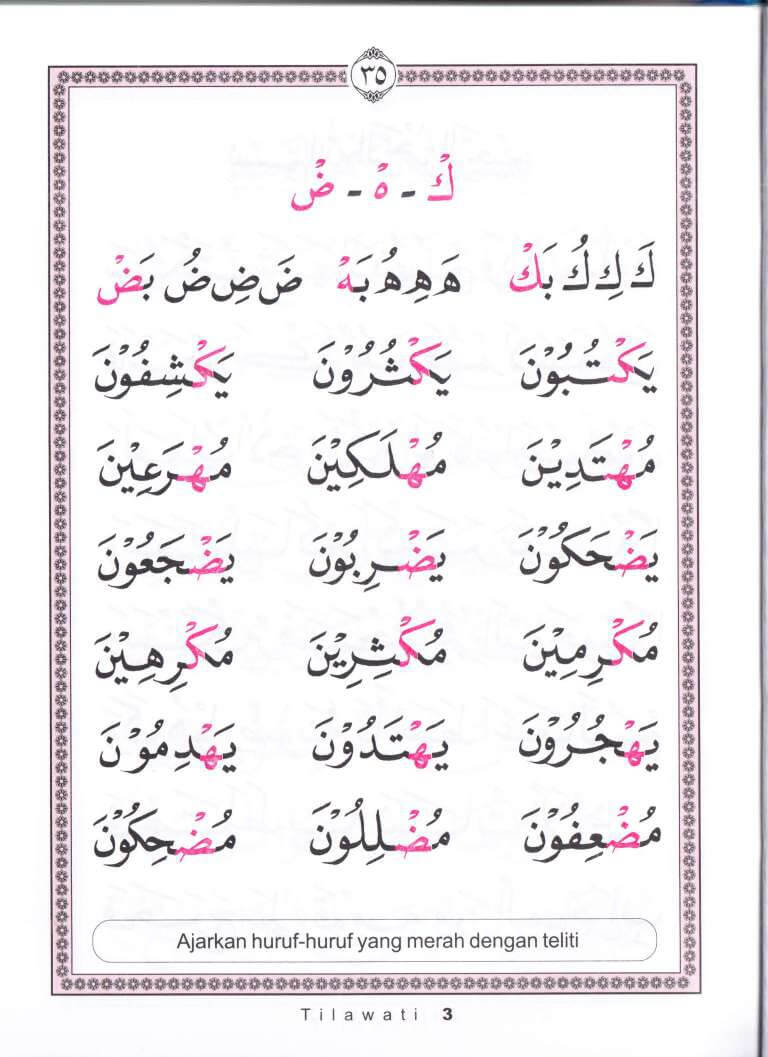 ٣٥
كْ - هْ - ضْ
كَ كِ كُ بَكْ هَ هِ هُ بَهْ ضَ ضِ ضُ بَضْ
يَكْتُبُوْنَ يَكْثُرُوْنَ يَكْشِفُوْنَ
مُهْتَدِيْنَ مُهْلَكِيْنَ مُهْرَعِيْنَ
يَضْحَكُوْنَ يَضْرِبُوْنَ يَضْجَعُوْنَ
مُكْرِمِيْنَ مُكْثِرِيْنَ مُكْرِهِيْنَ
يَهْجُرُوْنَ يَهْتَدُوْنَ يَهْدِمُوْنَ
مُضْعِفُوْنَ مُضْلِلُوْنَ مُضْحِكُوْنَ
Ajarkan huruf-huruf yang merah dengan teliti
Tilawati 3